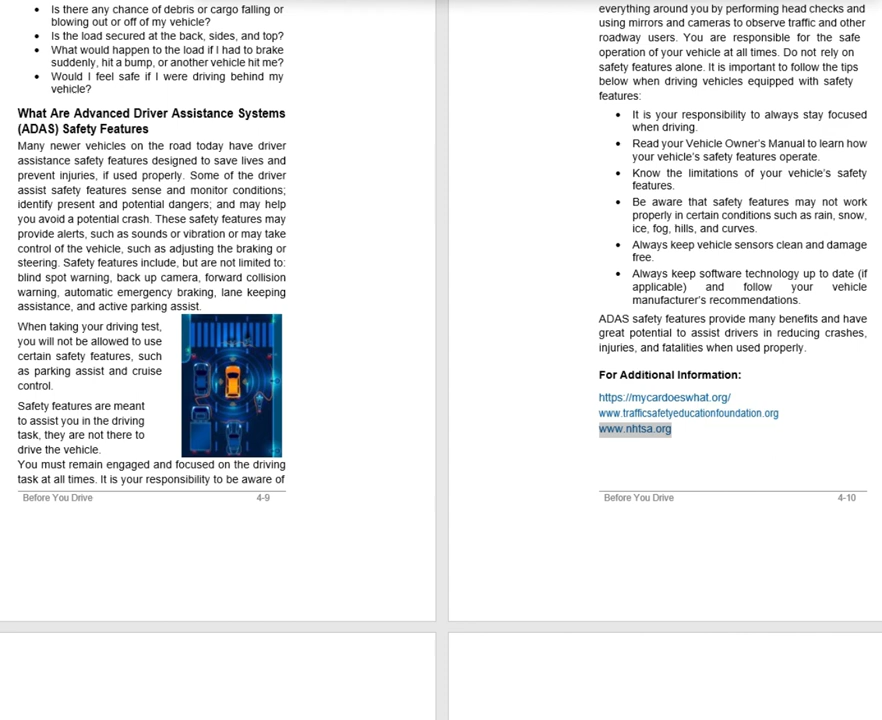 • Is there any chance of debris or cargo falling or
blowing out or off of my vehicle?
• Is the load secured at the back, sides, and top?
• What would happen to the load if I had to brake
suddenly, hit a bump, or another vehicle hit me?
• Would I feel safe if I were driving behind my
vehicle?
What Are Advanced Driver Assistance Systems
(ADAS) Safety Features
Many newer vehicles on the road today have driver
assistance safety features designed to save lives and
prevent injuries, if used properly. Some of the driver
assist safety features sense and monitor conditions;
identify present and potential dangers; and may help
you avoid a potential crash. These safety features may
provide alerts, such as sounds or vibration or may take
control of the vehicle, such as adjusting the braking or
steering. Safety features include, but are not limited to:
blind spot warning, back up camera, forward collision
warning, automatic emergency braking, lane keeping
assistance, and active parking assist.
When taking your driving test,
you will not be allowed to use
certain safety features, such
as parking assist and cruise
control.
Safety features are meant
to assist you in the driving
task, they are not there to
drive the vehicle.
You must remain engaged and focused on the driving
task at all times. It is your responsibility to be aware of
Before You Drive 4-9
everything around you by performing head checks and
using mirrors and cameras to observe traffic and other
roadway users. You are responsible for the safe
operation of your vehicle at all times. Do not rely on
safety features alone. It is important to follow the tips
below when driving vehicles equipped with safety
features:
• It is your responsibility to always stay focused
when driving.
• Read your Vehicle Owner's Manual to learn how
your vehicle's safety features operate.
• Know the limitations of your vehicle's safety
features.
• Be aware that safety features may not work
properly in certain conditions such as rain, snow,
ice, fog, hills, and curves.
• Always keep vehicle sensors clean and damage
free.
• Always keep software technology up to date (if
applicable) and follow your vehicle
manufacturer's recommendations.
ADAS safety features provide many benefits and have
great potential to assist drivers in reducing crashes,
injuries, and fatalities when used properly.
For Additional Information:
https://mycardoeswhat.org/
www.trafficsafetyeducationfoundation.org
www.nhtsa.org
Before You Drive 4-10